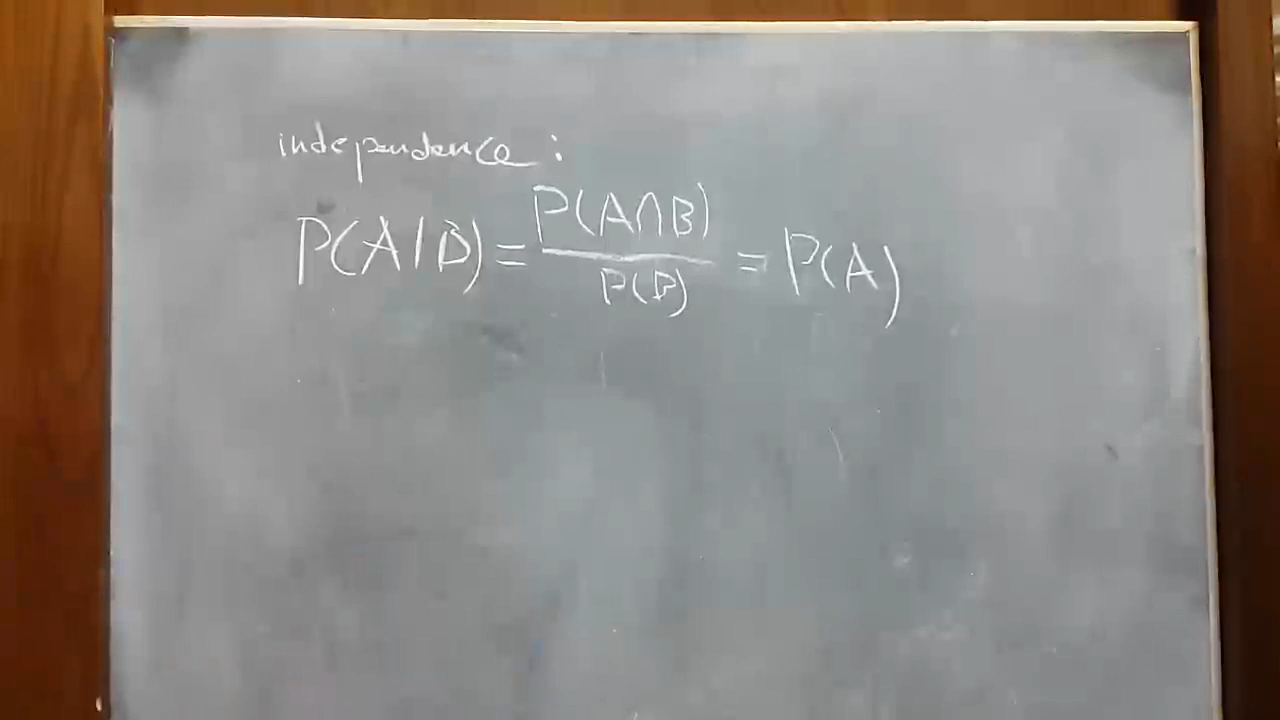 independence:
P(A|B) = P(A∩B) / P(B) = P(A)